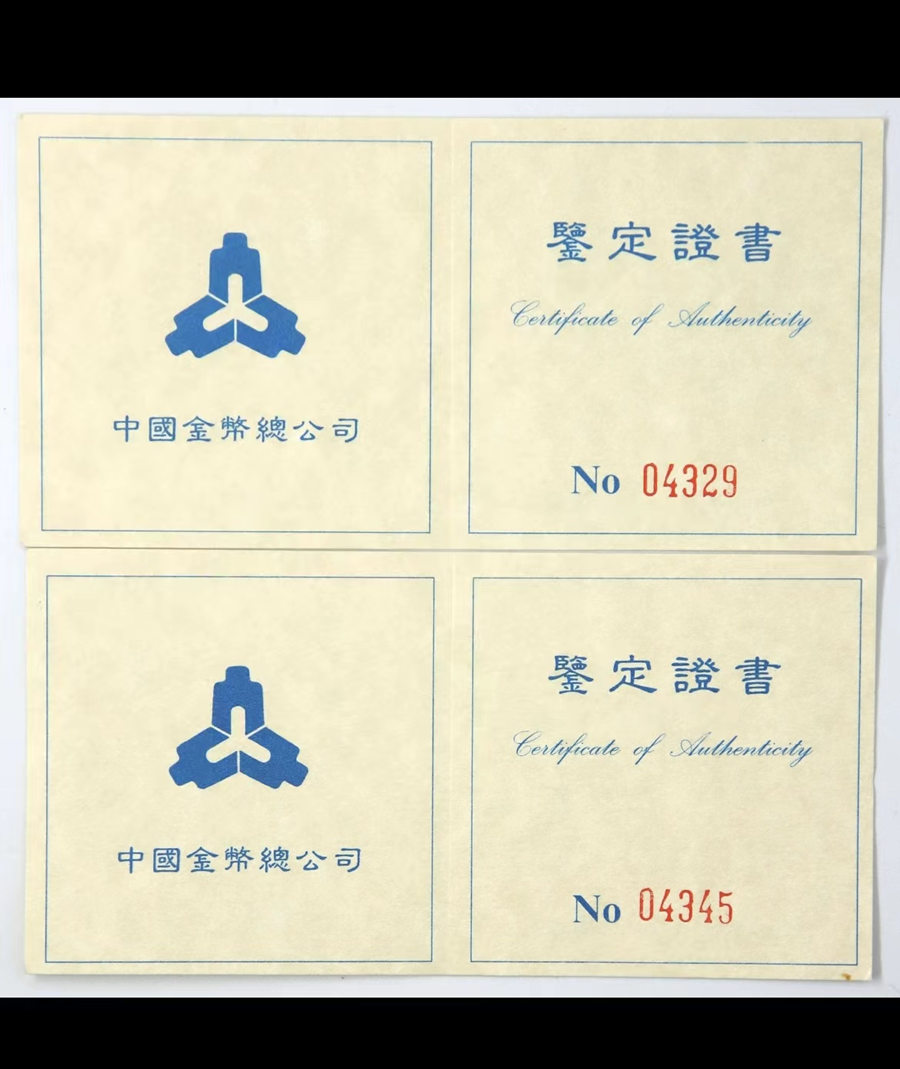 中國金幣總公司
鑒定證書
Certificate of Authenticity
No 04329
中國金幣總公司
鑒定證書
Certificate of Authenticity
No 04345